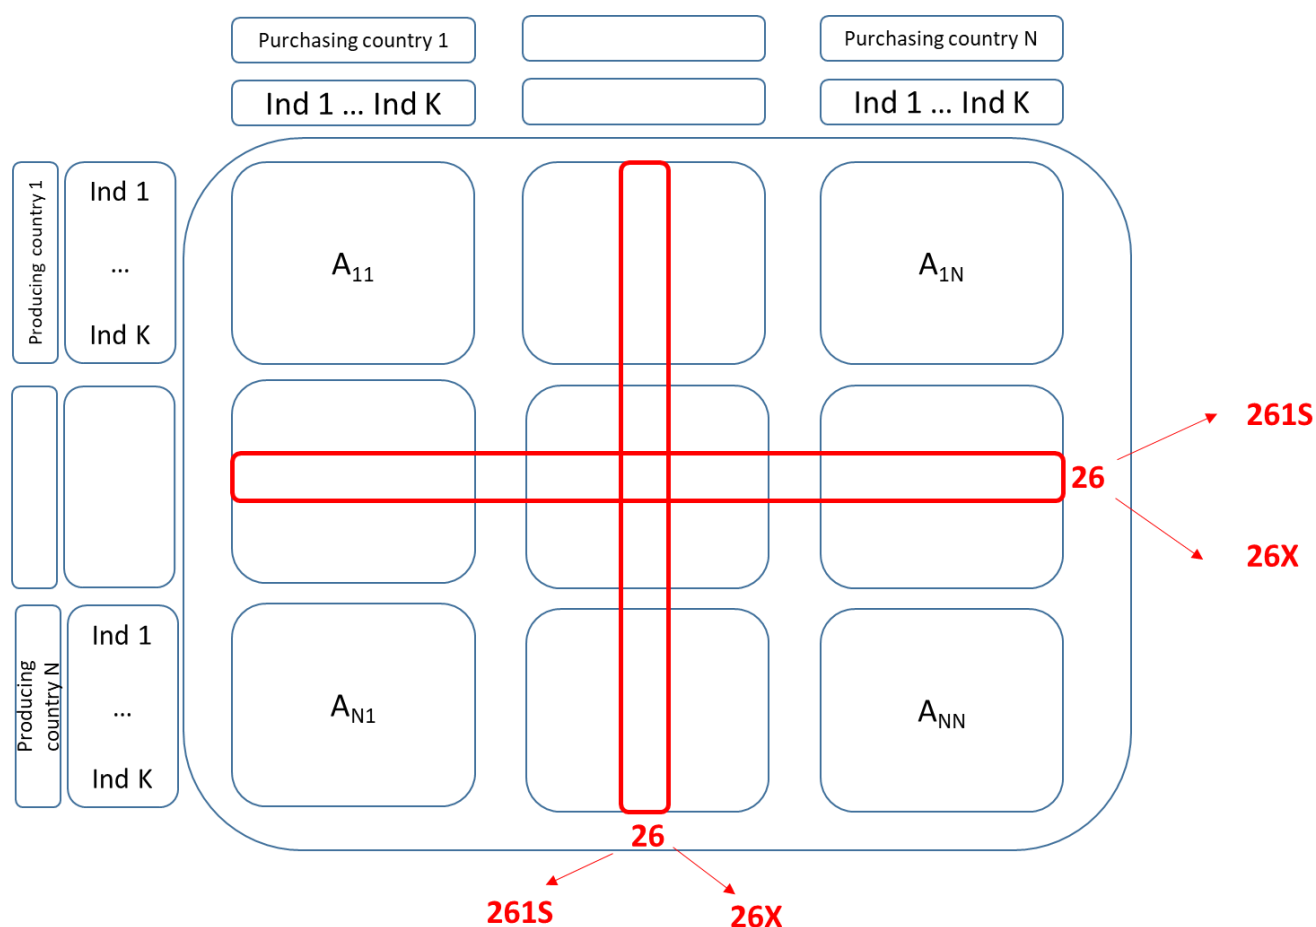 Purchasing country 1
Purchasing country N
Ind 1 ... Ind K
Ind 1 ... Ind K
Producing country 1
Ind 1
...
Ind K
A11
A1N
26
261S
26X
Producing
country N
Ind 1
...
Ind K
AN1
ANN
26
261S
26X